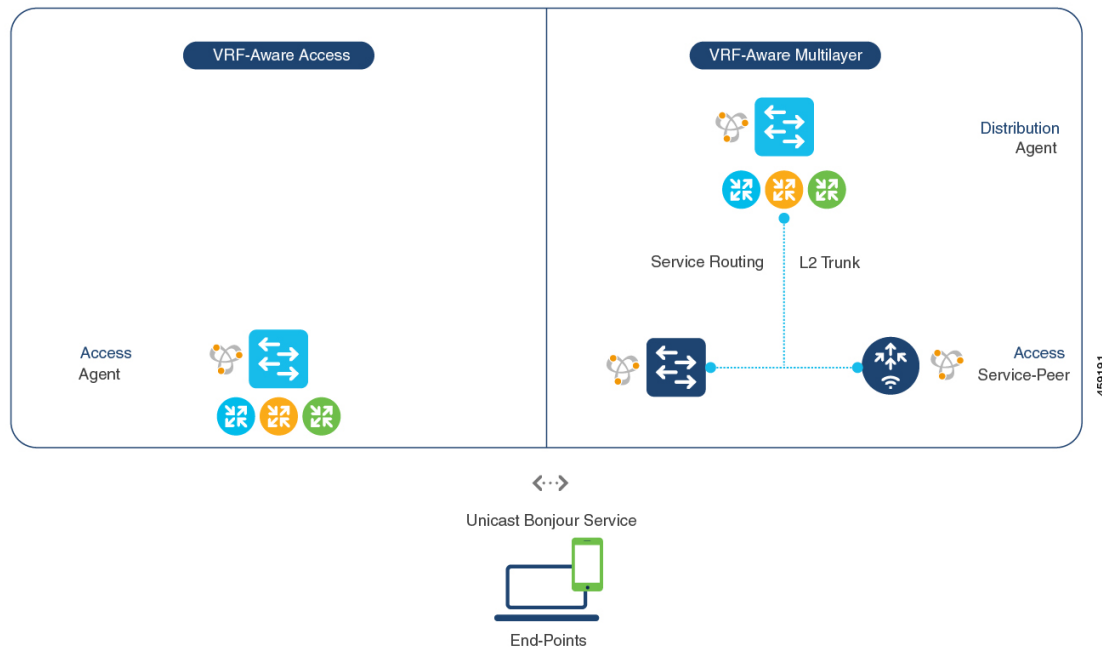 VRF-Aware Access
VRF-Aware Multilayer
Distribution
Agent
Service Routing
L2 Trunk
Access
Agent
Access
Service-Peer
459191
Unicast Bonjour Service
End-Points